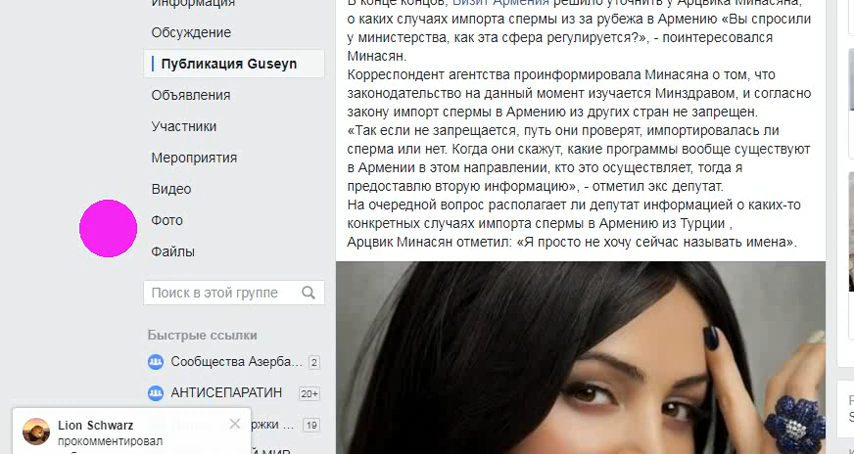 Информация
Обсуждение
Публикация Guseyn
Объявления
Участники
Мероприятия
Видео
Фото
Файлы
Поиск в этой группе
Быстрые ссылки
Сообщества Азерба... 2
АНТИСЕПАРАТИН 20+
19
Lion Schwarz
прокомментировал
В конце концов, Визит Армения решило уточнить у Арцвика Минасяна,
о каких случаях импорта спермы из за рубежа в Армению «Вы спросили
у министерства, как эта сфера регулируется?», - поинтересовался
Минасян.
Корреспондент агентства проинформировала Минасяна о том, что
законодательство на данный момент изучается Минздравом, и согласно
закону импорт спермы в Армению из других стран не запрещен.
«Так если не запрещается, путь они проверят, импортировалась ли
сперма или нет. Когда они скажут, какие программы вообще существуют
в Армении в этом направлении, кто это осуществляет, тогда я
предоставлю вторую информацию», - отметил экс депутат.
На очередной вопрос располагает ли депутат информацией о каких-то
конкретных случаях импорта спермы в Армению из Турции ,
Арцвик Минасян отметил: «Я просто не хочу сейчас называть имена».